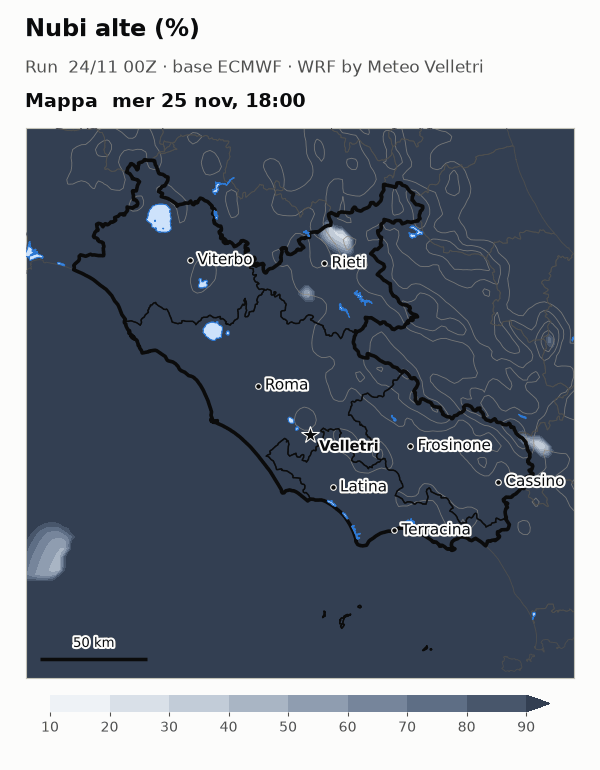 Nubi alte (%)
Run  24/11 00Z · base ECMWF · WRF by Meteo Velletri
Mappa  mer 25 nov, 18:00
Viterbo
Rieti
Roma
Velletri
Frosinone
Latina
Cassino
Terracina
50 km
10 20 30 40 50 60 70 80 90